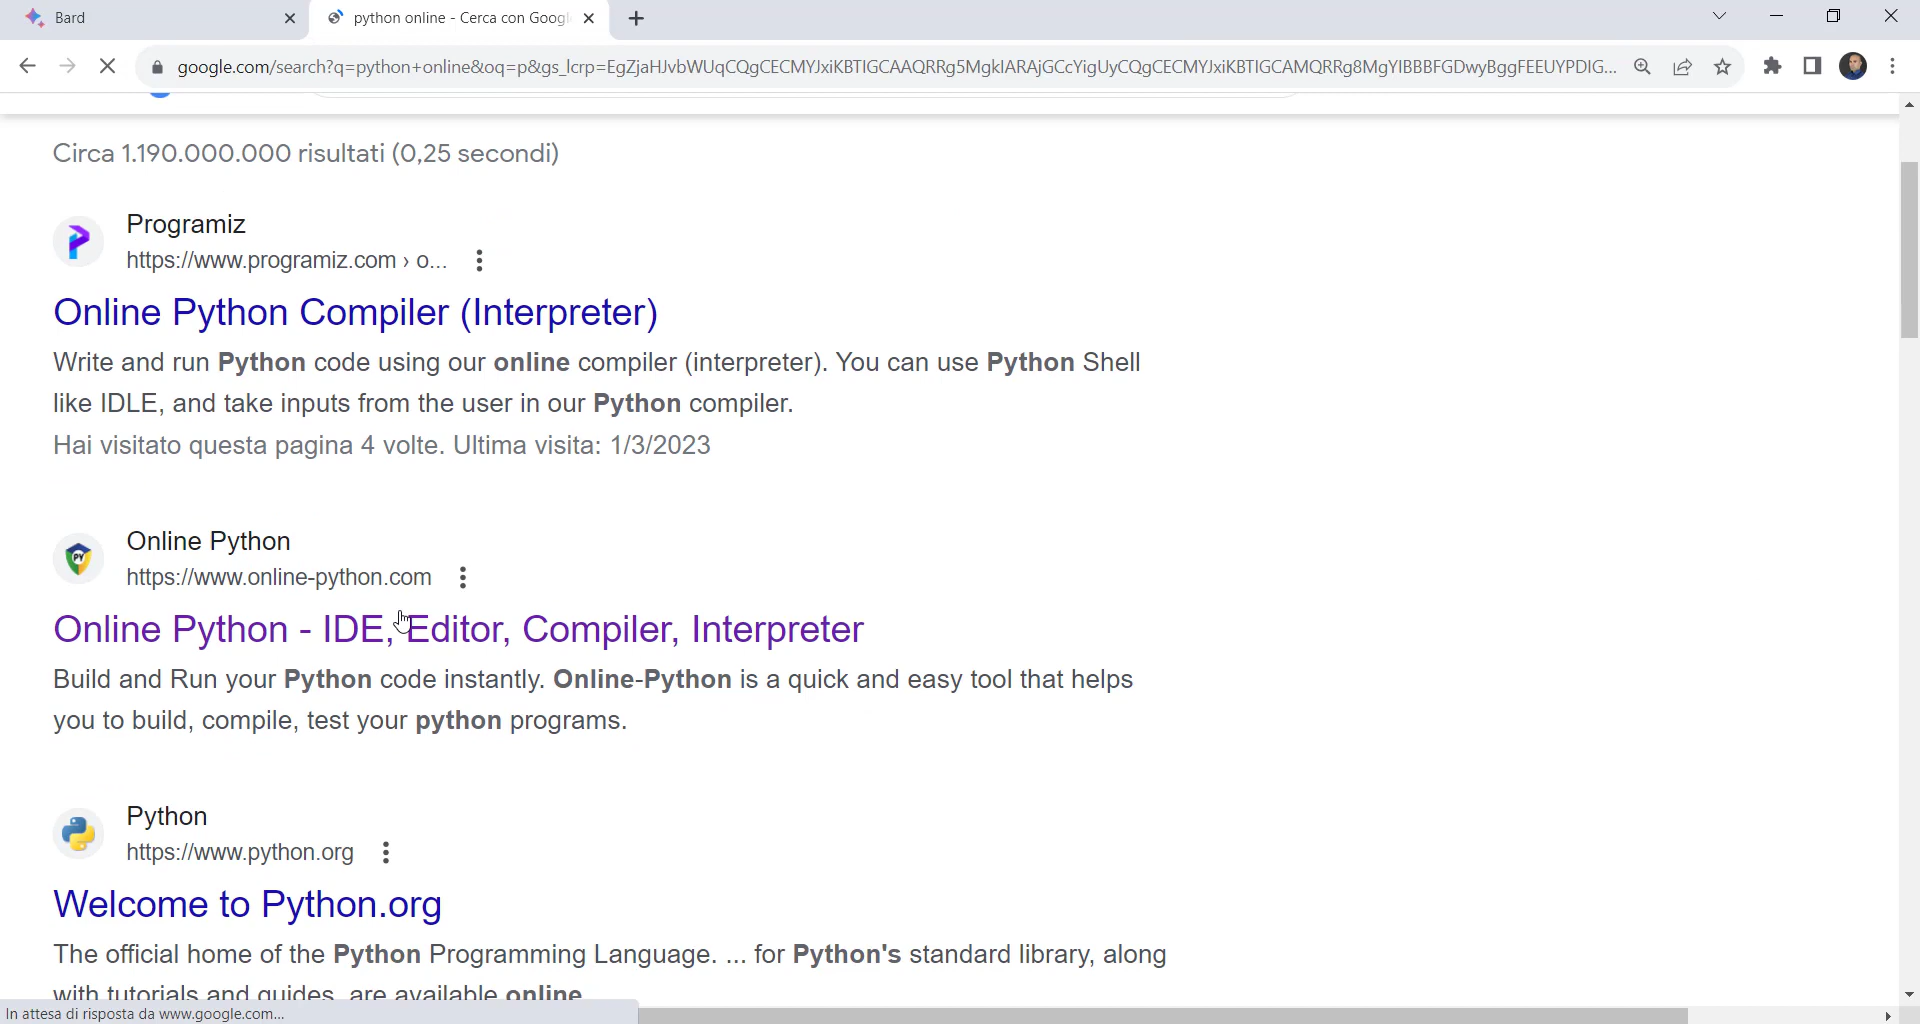 Bard
python online - Cerca con Googl
google.com/search?q=python+online&oq=p&gs_lcrp=EgZjaHJvbWUqCQgCECMYJxiKBTIGCAAQRRg5MgkIARAjGCcYigUyCQgCECMYJxiKBTIGCAMQRRg8MgYIBBBFGDwyBggFEEUYPDIG...
Circa 1.190.000.000 risultati (0,25 secondi)
Programiz
https://www.programiz.com › o...
Online Python Compiler (Interpreter)
Write and run Python code using our online compiler (interpreter). You can use Python Shell
like IDLE, and take inputs from the user in our Python compiler.
Hai visitato questa pagina 4 volte. Ultima visita: 1/3/2023
PY
Online Python
https://www.online-python.com
Online Python - IDE, Editor, Compiler, Interpreter
Build and Run your Python code instantly. Online-Python is a quick and easy tool that helps
you to build, compile, test your python programs.
Python
https://www.python.org
Welcome to Python.org
The official home of the Python Programming Language. ... for Python's standard library, along
with tutorials and guides, are available online.
In attesa di risposta da www.google.com...